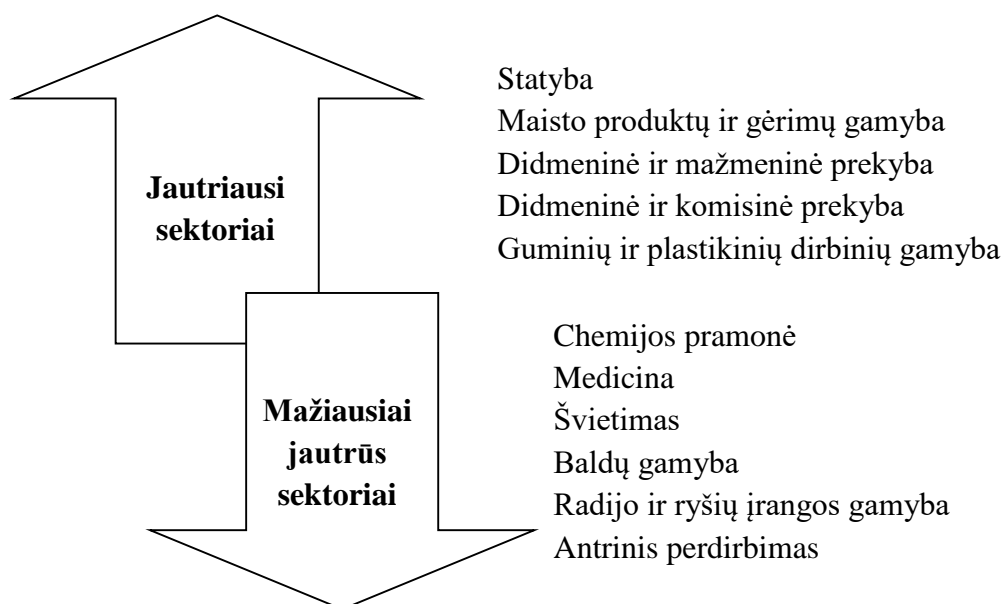 Statyba
Maisto produktų ir gėrimų gamyba
Didmeninė ir mažmeninė prekyba
Didmeninė ir komisinė prekyba
Guminių ir plastikinių dirbinių gamyba
Jautriausi
sektoriai
Chemijos pramonė
Medicina
Švietimas
Baldų gamyba
Radijo ir ryšių įrangos gamyba
Antrinis perdirbimas
Mažiausiai
jautrūs
sektoriai